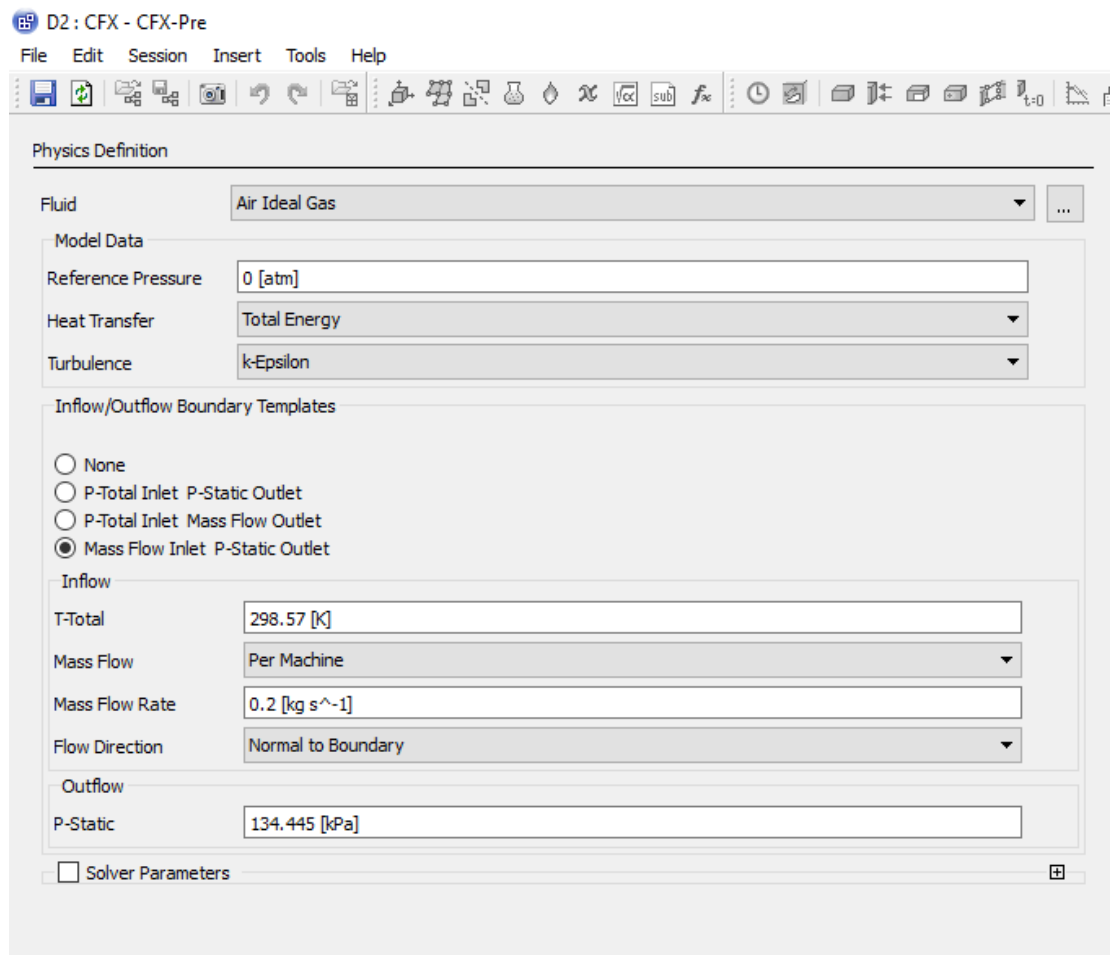 D2 : CFX - CFX-Pre
File Edit Session Insert Tools Help
√α sub f× t=0
Physics Definition
Fluid Air Ideal Gas ...
Model Data
Reference Pressure 0 [atm]
Heat Transfer Total Energy
Turbulence k-Epsilon
Inflow/Outflow Boundary Templates
None
P-Total Inlet P-Static Outlet
P-Total Inlet Mass Flow Outlet
Mass Flow Inlet P-Static Outlet
Inflow
T-Total 298.57 [K]
Mass Flow Per Machine
Mass Flow Rate 0.2 [kg s^-1]
Flow Direction Normal to Boundary
Outflow
P-Static 134.445 [kPa]
Solver Parameters